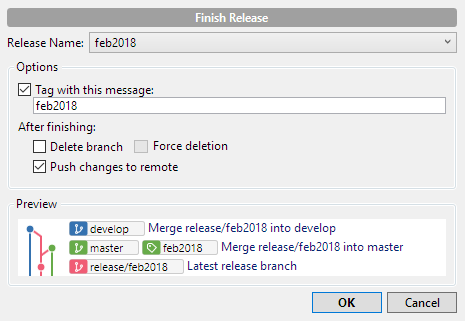 Finish Release
Release Name: feb2018
Options
Tag with this message:
feb2018
After finishing:
Delete branch Force deletion
Push changes to remote
Preview
develop Merge release/feb2018 into develop
master feb2018 Merge release/feb2018 into master
release/feb2018 Latest release branch
OK Cancel